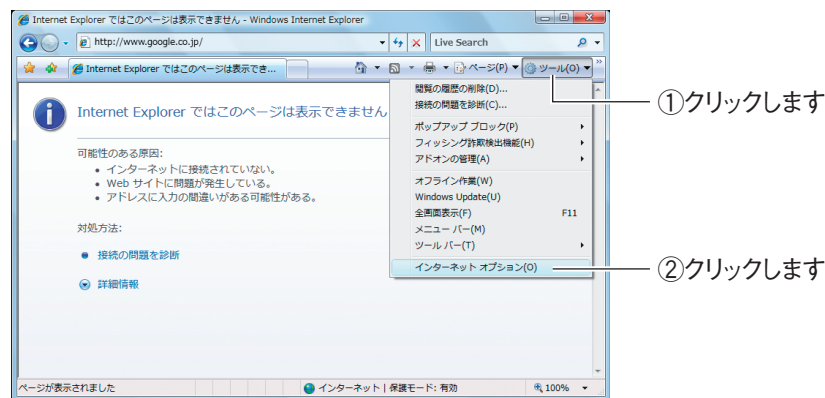 Internet Explorer ではこのページは表示できません - Windows Internet Explorer
http://www.google.co.jp/
Live Search
Internet Explorer ではこのページは表示でき...
ページ(P)
ツール(O)
①クリックします
Internet Explorer ではこのページは表示できません
可能性のある原因:
• インターネットに接続されていない。
• Web サイトに問題が発生している。
• アドレスに入力の間違いがある可能性がある。
対処方法:
接続の問題を診断
詳細情報
閲覧の履歴の削除(D)...
接続の問題を診断(C)...
ポップアップ ブロック(P)
フィッシング詐欺検出機能(H)
アドオンの管理(A)
オフライン作業(W)
Windows Update(U)
全画面表示(F) F11
メニュー バー(M)
ツール バー(T)
インターネット オプション(O)
②クリックします
ページが表示されました
インターネット | 保護モード: 有効
100%